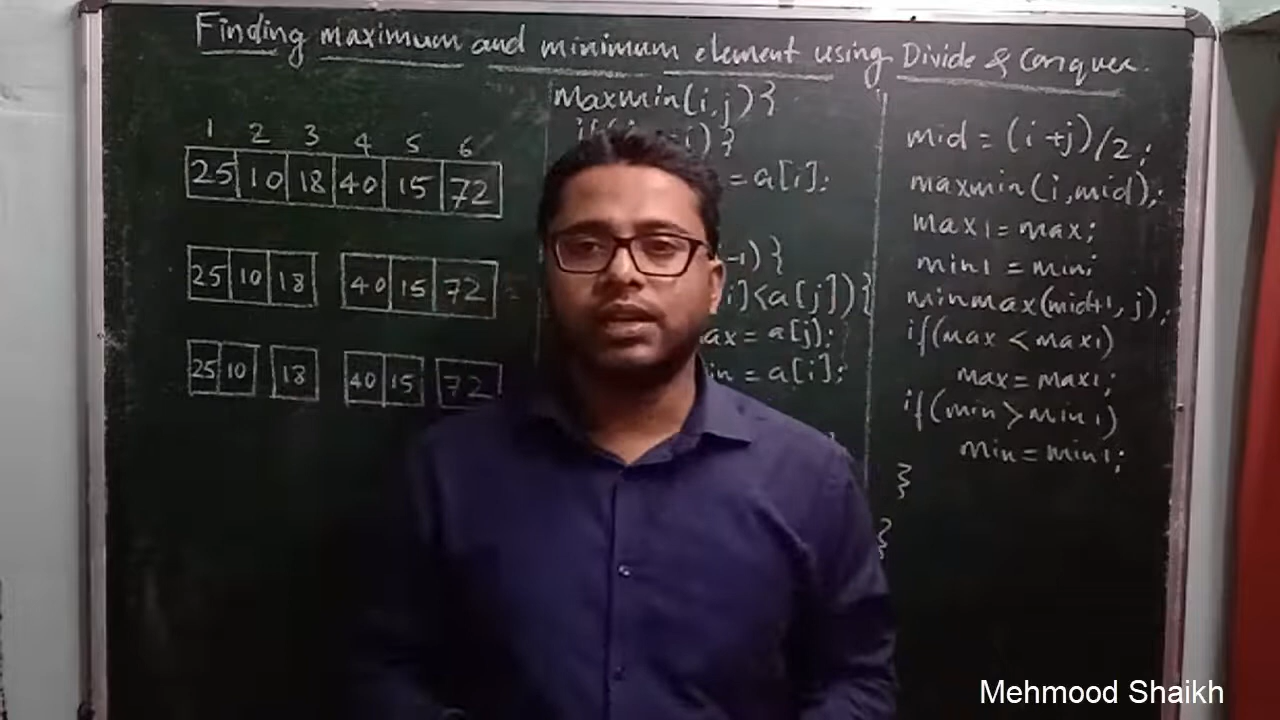 Finding maximum and minimum element using Divide & Conquer.
1 2 3 4 5 6
25 10 18 40 15 72
25 10 18 40 15 72
25 10 18 40 15 72
maxmin(i,j){
i){
=a[i];
-1){
i]<a[j]){
ax = a[j];
in = a[i];
}
mid = (i+j)/2;
maxmin(i,mid);
max1=max;
min1 = min;
minmax(mid+1,j);
if(max < max1)
max = max1;
if(min > min1)
min = min1;
}
}
Mehmood Shaikh